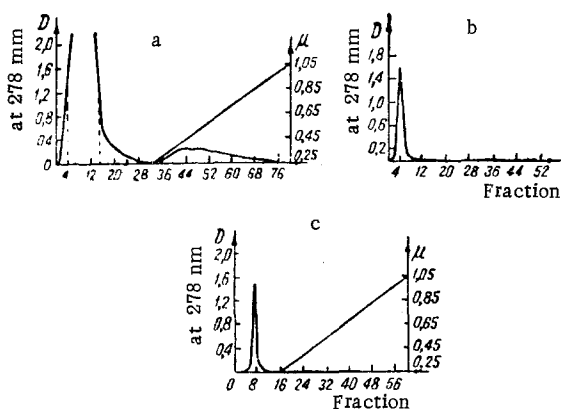 a
D
at 278 mm
2,0
1,6
1,2
0,8
0,4
0
4 12 20 28 36 44 52 60 68 76
μ
1,05
0,85
0,65
0,45
0,25
b
D
at 278 mm
1,8
1,4
1,0
0,6
0,2
4 12 20 28 36 44 52
Fraction
c
D
at 278 nm
2,0
1,6
1,2
0,8
0,4
0 8 16 24 32 40 48 56
Fraction
μ
1,05
0,85
0,65
0,45
0,25